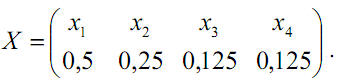 X = ( x₁ x₂ x₃ x₄
0,5 0,25 0,125 0,125 ) .